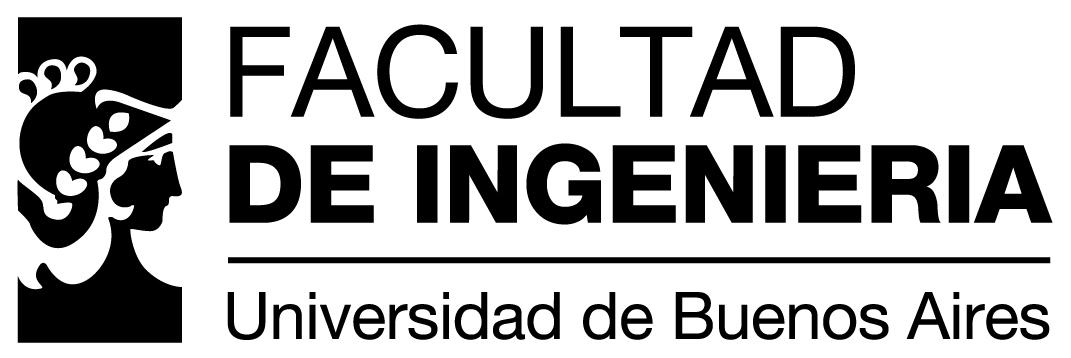 FACULTAD
DE INGENIERIA
Universidad de Buenos Aires